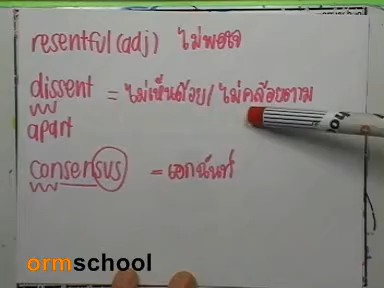 resentful (adj) ไม่พอใจ
dissent = ไม่เห็นด้วย/ไม่คล้อยตาม
apart
consensus = เอกฉันท์
ormschool